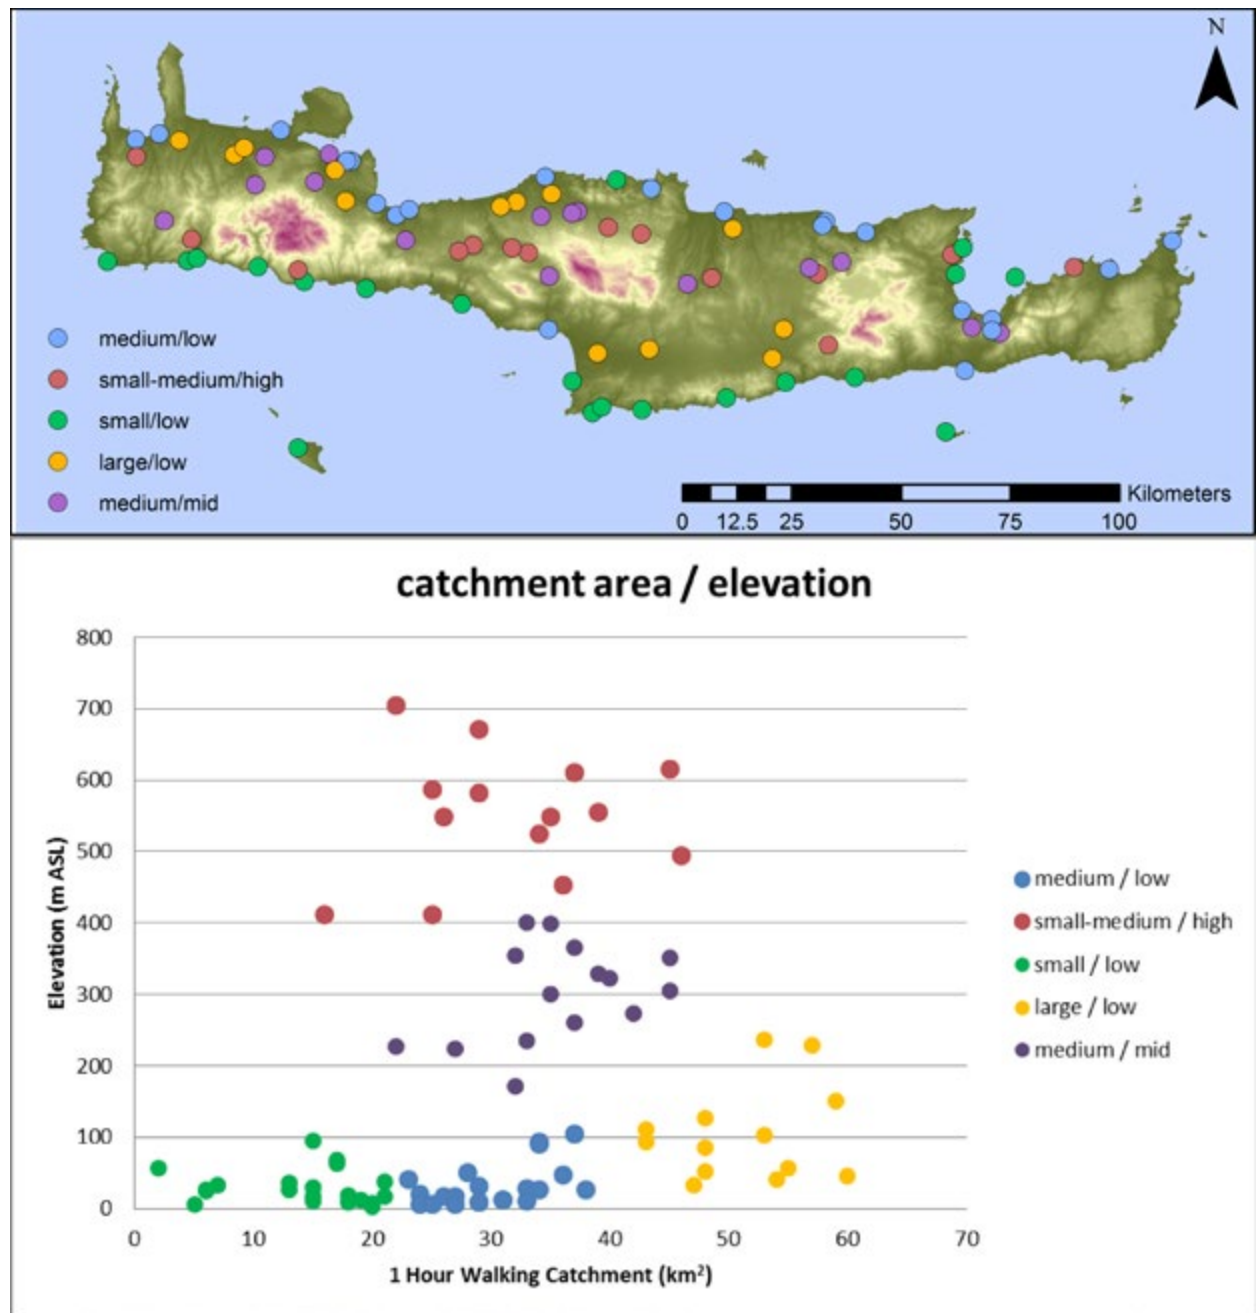 N
medium/low
small-medium/high
small/low
large/low
medium/mid
Kilometers
0 12.5 25 50 75 100
catchment area / elevation
800
700
600
500
400
300
200
100
0
Elevation (m ASL)
0 10 20 30 40 50 60 70
1 Hour Walking Catchment (km²)
medium / low
small-medium / high
small / low
large / low
medium / mid